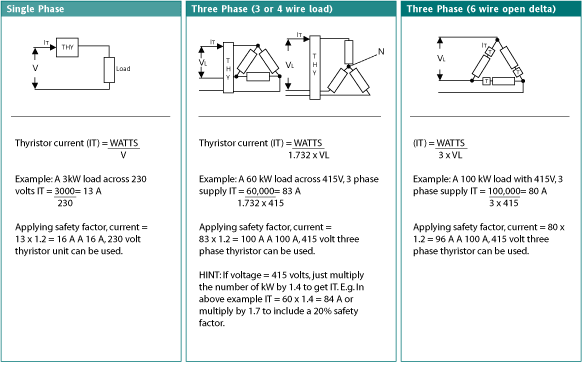 Single Phase
IT
THY
V
Load
Thyristor current (IT) = WATTS
V
Example: A 3kW load across 230
volts IT = 3000= 13 A
230
Applying safety factor, current =
13 x 1.2 = 16 A A 16 A, 230 volt
thyristor unit can be used.
Three Phase (3 or 4 wire load)
IT
VL
T
H
Y
IT
VL
T
H
Y
N
Thyristor current (IT) = WATTS
1.732 x VL
Example: A 60 kW load across 415V, 3 phase
supply IT = 60,000= 83 A
1.732 x 415
Applying safety factor, current =
83 x 1.2 = 100 A A 100 A, 415 volt three
phase thyristor can be used.
HINT: If voltage = 415 volts, just multiply
the number of kW by 1.4 to get IT. E.g. In
above example IT = 60 x 1.4 = 84 A or
multiply by 1.7 to include a 20% safety
factor.
Three Phase (6 wire open delta)
IT
VL
T
T
T
(IT) = WATTS
3 x VL
Example: A 100 kW load with 415V, 3
phase supply IT = 100,000= 80 A
3 x 415
Applying safety factor, current = 80 x
1.2 = 96 A A 100 A, 415 volt three
phase thyristor can be used.